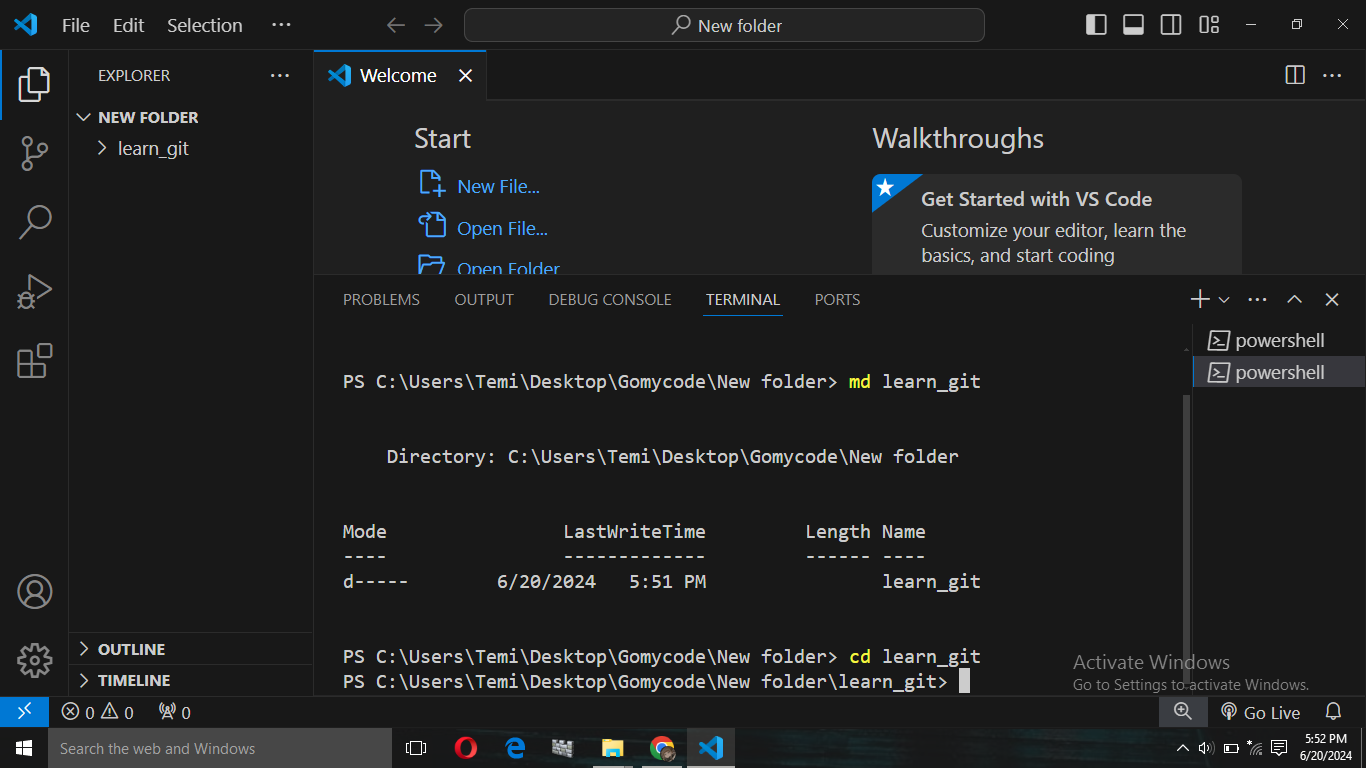 File Edit Selection ···
New folder
EXPLORER ···
NEW FOLDER
learn_git
OUTLINE
TIMELINE
Welcome
Start
New File...
Open File...
Open Folder
Walkthroughs
Get Started with VS Code
Customize your editor, learn the
basics, and start coding
PROBLEMS OUTPUT DEBUG CONSOLE TERMINAL PORTS
powershell
powershell
PS C:\Users\Temi\Desktop\Gomycode\New folder> md learn_git
Directory: C:\Users\Temi\Desktop\Gomycode\New folder
Mode LastWriteTime Length Name
---- ------------- ------ ----
d----- 6/20/2024 5:51 PM learn_git
PS C:\Users\Temi\Desktop\Gomycode\New folder> cd learn_git
PS C:\Users\Temi\Desktop\Gomycode\New folder\learn_git>
Activate Windows
Go to Settings to activate Windows.
0 0 0
Go Live
Search the web and Windows
5:52 PM
6/20/2024